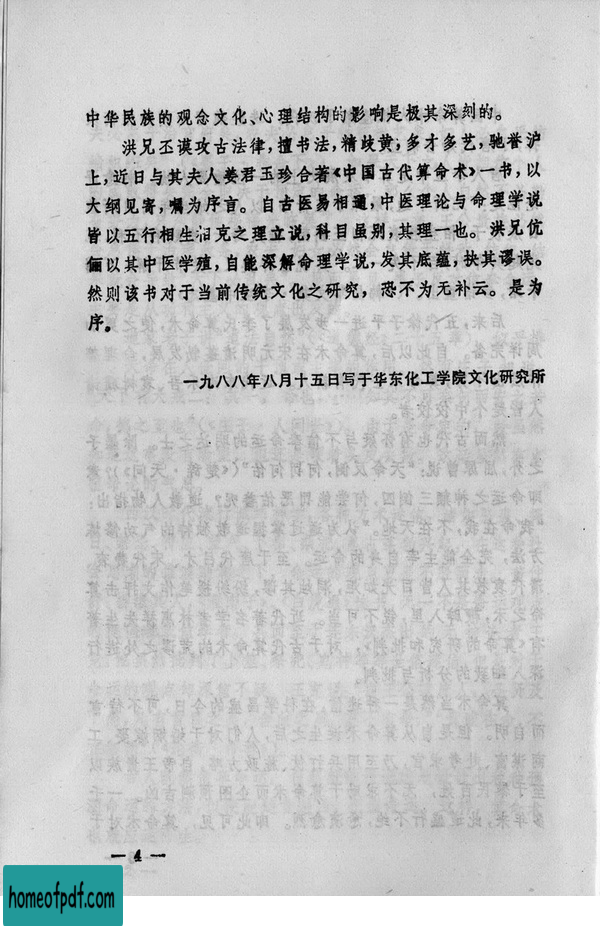 中华民族的观念文化、心理结构的影响是极其深刻的。
洪兄丕谟攻古法律，擅书法，精歧黄；多才多艺，驰誉沪
上，近日与其夫人姜君玉珍合著《中国古代算命术》一书，以
大纲见寄，嘱为序言。自古医易相通，中医理论与命理学说
皆以五行相生相克之理立说，科目虽别，其理一也。洪兄伉
俪以其中医学殖，自能深解命理学说，发其底蕴，抉其谬误。
然则该书对于当前传统文化之研究，恐不为无补云。是为
序。
一九八八年八月十五日写于华东化工学院文化研究所
— 4 —
homeofpdf.com